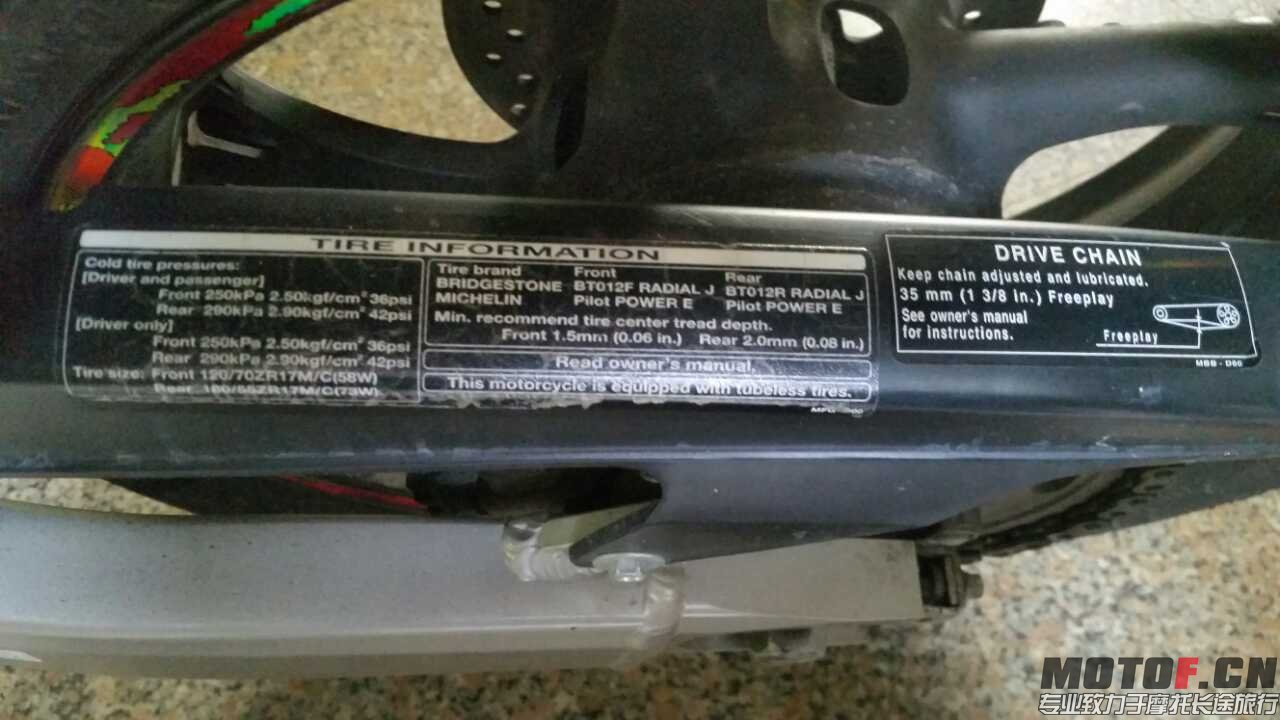 TIRE INFORMATION
Cold tire pressures:
[Driver and passenger]
Front 250kPa 2.50kgf/cm² 36psi
Rear 290kPa 2.90kgf/cm² 42psi
[Driver only]
Front 250kPa 2.50kgf/cm² 36psi
Rear 290kPa 2.90kgf/cm² 42psi
Tire size: Front 120/70ZR17M/C(58W)
Rear 180/55ZR17M/C(73W)
Tire brand Front Rear
BRIDGESTONE BT012F RADIAL J BT012R RADIAL J
MICHELIN Pilot POWER E Pilot POWER E
Min. recommend tire center tread depth.
Front 1.5mm (0.06 in.) Rear 2.0mm (0.08 in.)
Read owner's manual.
This motorcycle is equipped with tubeless tires.
DRIVE CHAIN
Keep chain adjusted and lubricated.
35 mm (1 3/8 in.) Freeplay
See owner's manual
for instructions.
Freeplay
MOTOF.CN
专业致力于摩托长途旅行